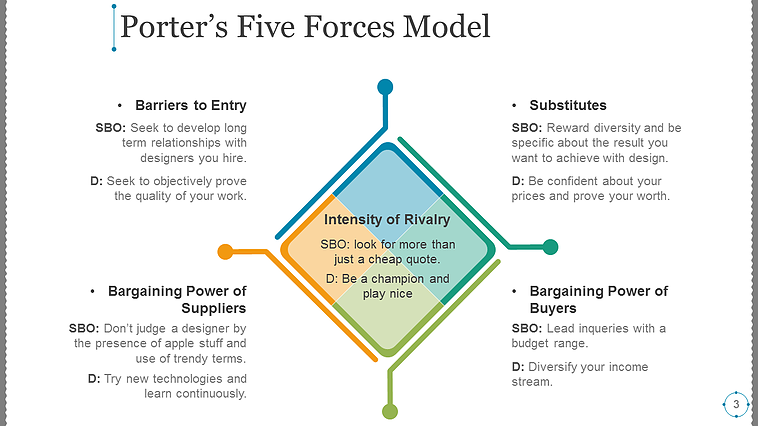 Porter’s Five Forces Model
• Barriers to Entry
SBO: Seek to develop long
term relationships with
designers you hire.
D: Seek to objectively prove
the quality of your work.
• Substitutes
SBO: Reward diversity and be
specific about the result you
want to achieve with design.
D: Be confident about your
prices and prove your worth.
Intensity of Rivalry
SBO: look for more than
just a cheap quote.
D: Be a champion and
play nice
• Bargaining Power of
Suppliers
SBO: Don’t judge a designer by
the presence of apple stuff and
use of trendy terms.
D: Try new technologies and
learn continuously.
• Bargaining Power of
Buyers
SBO: Lead inqueries with a
budget range.
D: Diversify your income
stream.
3